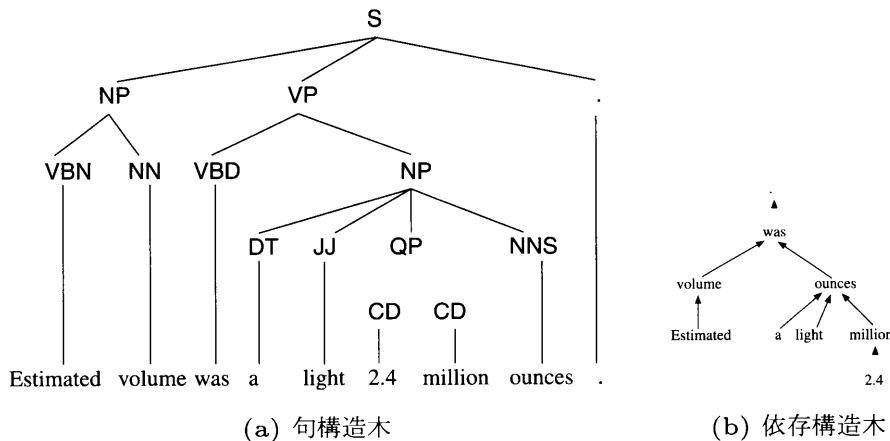 S
NP VP .
VBN NN VBD NP
.
was
DT JJ QP NNS
volume ounces
CD CD
Estimated a light million
Estimated volume was a light 2.4 million ounces .
2.4
(a) 句構造木
(b) 依存構造木